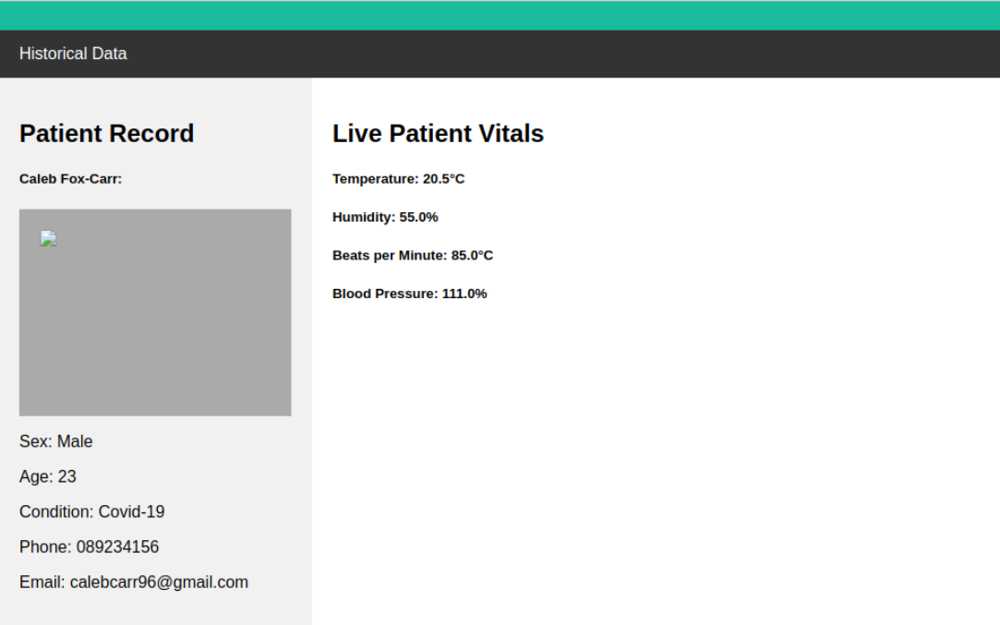 Historical Data
Patient Record
Caleb Fox-Carr:
Sex: Male
Age: 23
Condition: Covid-19
Phone: 089234156
Email: calebcarr96@gmail.com
Live Patient Vitals
Temperature: 20.5°C
Humidity: 55.0%
Beats per Minute: 85.0°C
Blood Pressure: 111.0%